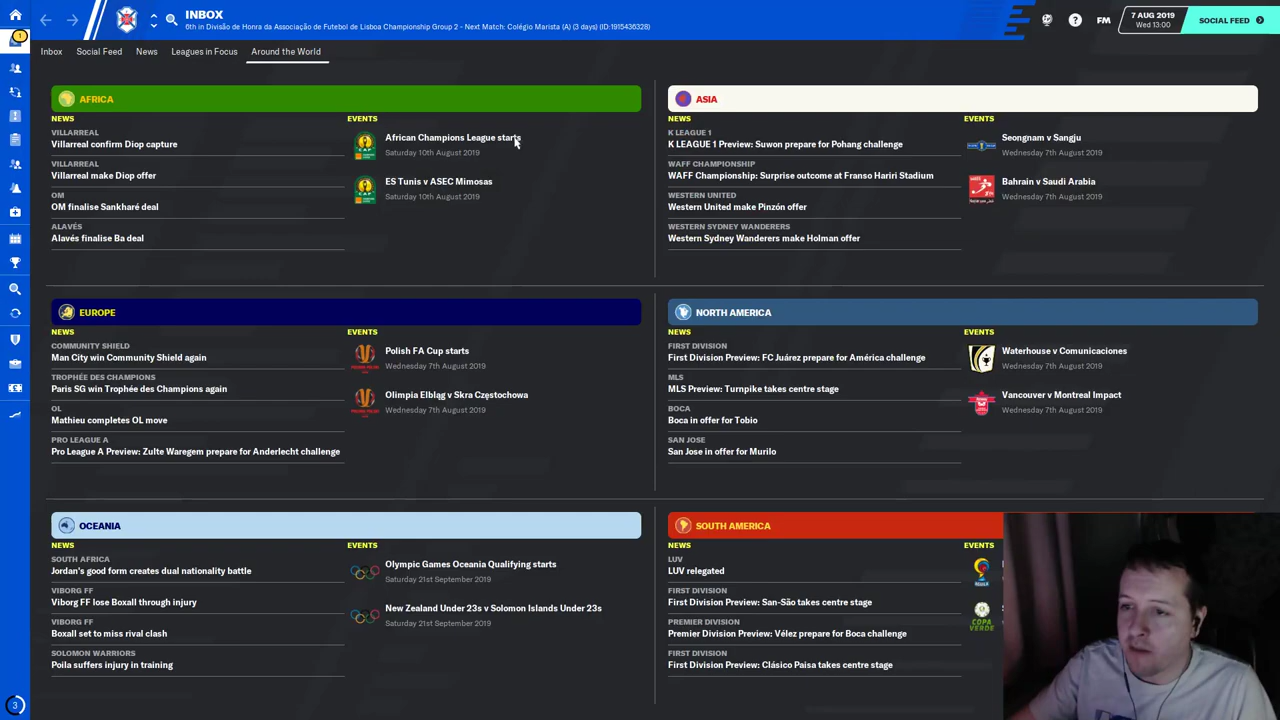 INBOX
6th in Divisão de Honra da Associação de Futebol de Lisboa Championship Group 2 - Next Match: Colégio Marista (A) (3 days) (ID:1915436328)
FM
7 AUG 2019
Wed 13:00
SOCIAL FEED
1
Inbox
Social Feed
News
Leagues in Focus
Around the World
AFRICA
NEWS
VILLARREAL
Villarreal confirm Diop capture
VILLARREAL
Villarreal make Diop offer
OM
OM finalise Sankharé deal
ALAVÉS
Alavés finalise Ba deal
EVENTS
African Champions League starts
Saturday 10th August 2019
ES Tunis v ASEC Mimosas
Saturday 10th August 2019
ASIA
NEWS
K LEAGUE 1
K LEAGUE 1 Preview: Suwon prepare for Pohang challenge
WAFF CHAMPIONSHIP
WAFF Championship: Surprise outcome at Franso Hariri Stadium
WESTERN UNITED
Western United make Pinzón offer
WESTERN SYDNEY WANDERERS
Western Sydney Wanderers make Holman offer
EVENTS
Seongnam v Sangju
Wednesday 7th August 2019
Bahrain v Saudi Arabia
Wednesday 7th August 2019
EUROPE
NEWS
COMMUNITY SHIELD
Man City win Community Shield again
TROPHÉE DES CHAMPIONS
Paris SG win Trophée des Champions again
OL
Mathieu completes OL move
PRO LEAGUE A
Pro League A Preview: Zulte Waregem prepare for Anderlecht challenge
EVENTS
Polish FA Cup starts
Wednesday 7th August 2019
Olimpia Elbląg v Skra Częstochowa
Wednesday 7th August 2019
NORTH AMERICA
NEWS
FIRST DIVISION
First Division Preview: FC Juárez prepare for América challenge
MLS
MLS Preview: Turnpike takes centre stage
BOCA
Boca in offer for Tobio
SAN JOSE
San Jose in offer for Murilo
EVENTS
Waterhouse v Comunicaciones
Wednesday 7th August 2019
Vancouver v Montreal Impact
Wednesday 7th August 2019
OCEANIA
NEWS
SOUTH AFRICA
Jordan's good form creates dual nationality battle
VIBORG FF
Viborg FF lose Boxall through injury
VIBORG FF
Boxall set to miss rival clash
SOLOMON WARRIORS
Poila suffers injury in training
EVENTS
Olympic Games Oceania Qualifying starts
Saturday 21st September 2019
New Zealand Under 23s v Solomon Islands Under 23s
Saturday 21st September 2019
SOUTH AMERICA
NEWS
LUV
LUV relegated
FIRST DIVISION
First Division Preview: San-São takes centre stage
PREMIER DIVISION
Premier Division Preview: Vélez prepare for Boca challenge
FIRST DIVISION
First Division Preview: Clásico Paisa takes centre stage
EVENTS
COPA
VERDE
3